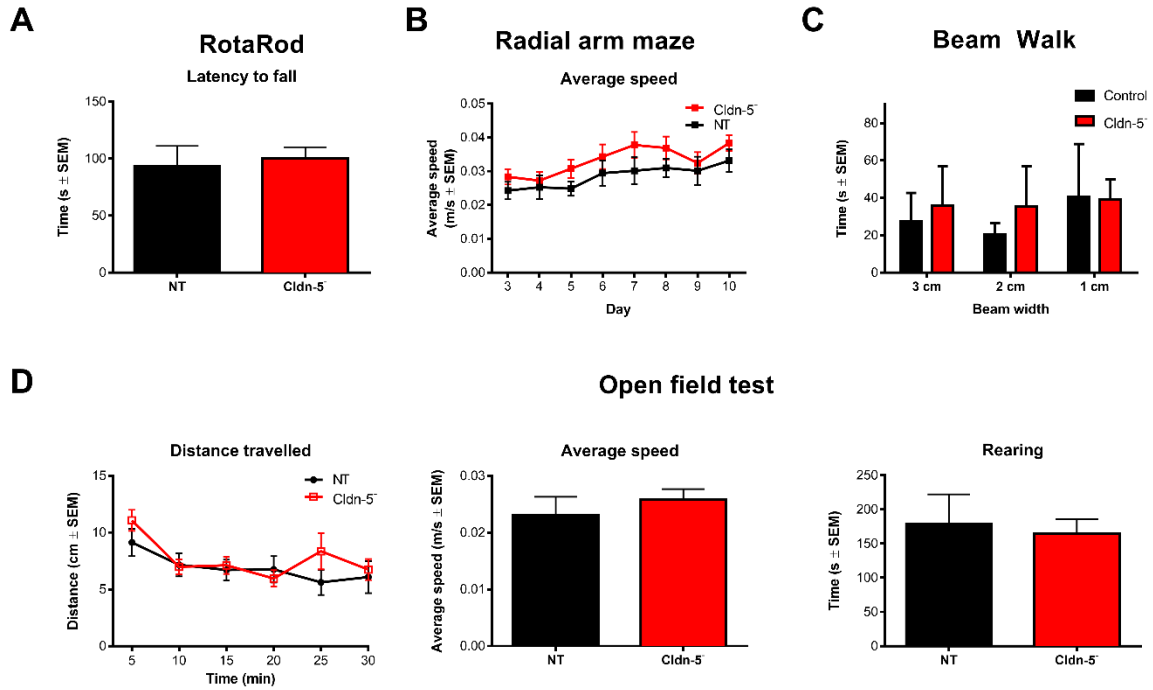 A
RotaRod
Latency to fall
Time (s ± SEM)
150
100
50
0
NT
Cldn-5⁻
B
Radial arm maze
Average speed
Average speed
(m/s ± SEM)
0.05
0.04
0.03
0.02
0.01
0.00
Cldn-5⁻
NT
3 4 5 6 7 8 9 10
Day
C
Beam Walk
Control
Cldn-5⁻
Time (s ± SEM)
80
60
40
20
0
3 cm 2 cm 1 cm
Beam width
D
Open field test
Distance travelled
Distance (cm ± SEM)
15
10
5
0
NT
Cldn-5⁻
5 10 15 20 25 30
Time (min)
Average speed
Average speed (m/s ± SEM)
0.03
0.02
0.01
0.00
NT
Cldn-5⁻
Rearing
Time (s ± SEM)
250
200
150
100
50
0
NT
Cldn-5⁻